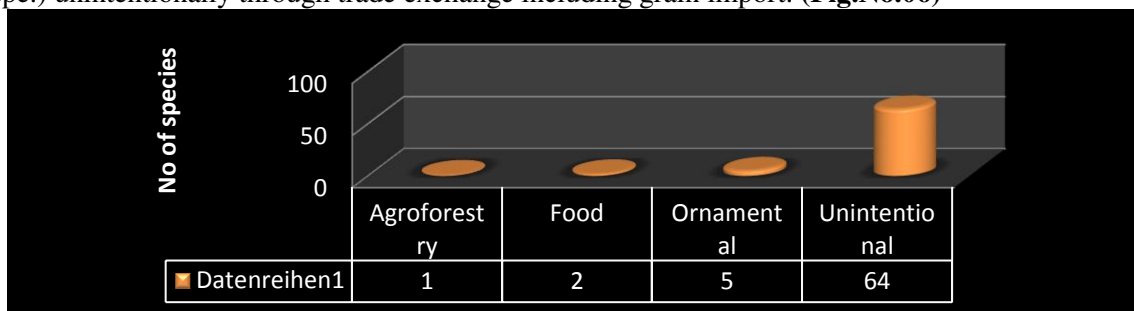 unintentionally through trade exchange including grain import. (Fig.No.06)
No of species
100
50
0
Agroforest
ry
Food
Ornament
al
Unintentio
nal
Datenreihen1 1 2 5 64